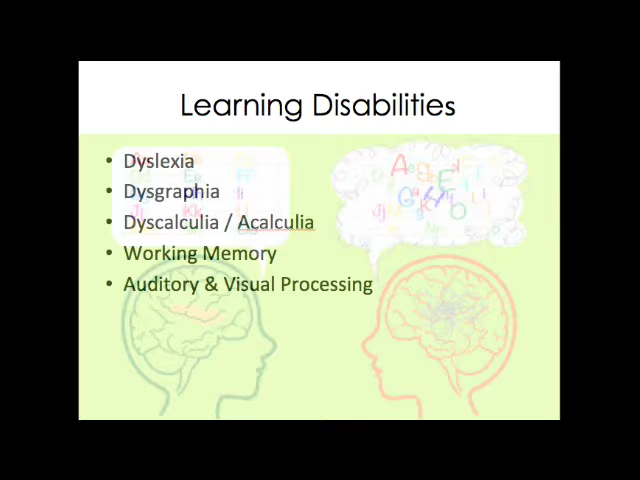 Learning Disabilities
• Dyslexia
• Dysgraphia
• Dyscalculia / Acalculia
• Working Memory
• Auditory & Visual Processing